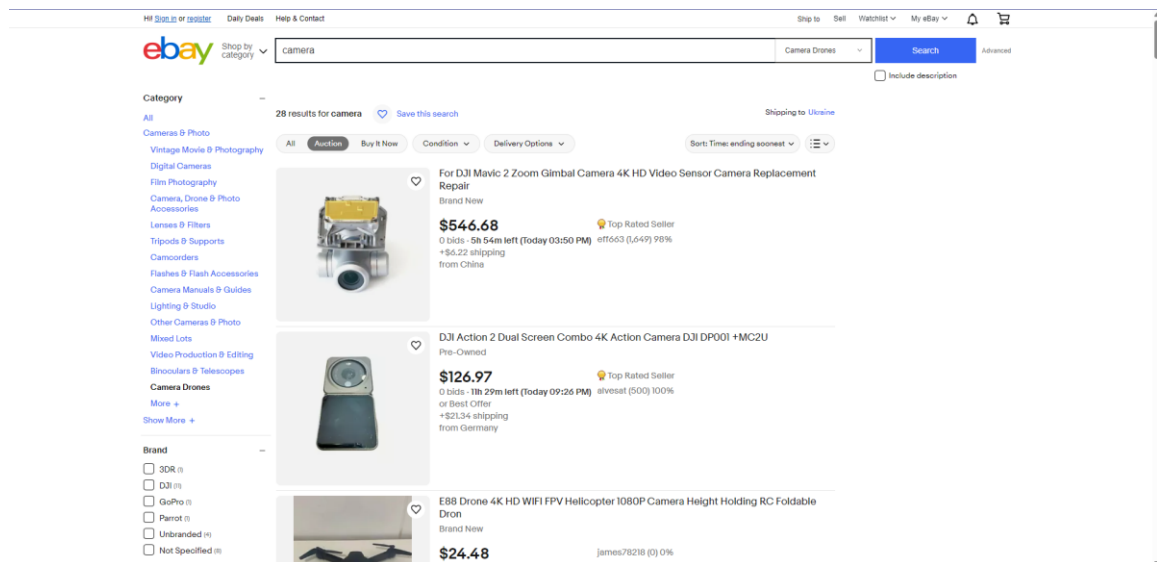 Hi! Sign in or register Daily Deals Help & Contact Ship to Sell Watchlist My eBay
ebay Shop by category camera Camera Drones Search Advanced
Include description
Category
All
Cameras & Photo
Vintage Movie & Photography
Digital Cameras
Film Photography
Camera, Drone & Photo
Accessories
Lenses & Filters
Tripods & Supports
Camcorders
Flashes & Flash Accessories
Camera Manuals & Guides
Lighting & Studio
Other Cameras & Photo
Mixed Lots
Video Production & Editing
Binoculars & Telescopes
Camera Drones
More +
Show More +
Brand
3DR (1)
DJI (11)
GoPro (1)
Parrot (1)
Unbranded (4)
Not Specified
28 results for camera Save this search Shipping to Ukraine
All Auction Buy It Now Condition Delivery Options Sort: Time: ending soonest
For DJI Mavic 2 Zoom Gimbal Camera 4K HD Video Sensor Camera Replacement
Repair
Brand New
$546.68 Top Rated Seller
0 bids · 5h 54m left (Today 03:50 PM) eff663 (1,649) 98%
+$6.22 shipping
from China
DJI Action 2 Dual Screen Combo 4K Action Camera DJI DP001 +MC2U
Pre-Owned
$126.97 Top Rated Seller
0 bids · 11h 29m left (Today 09:26 PM) alveset (500) 100%
or Best Offer
+$21.34 shipping
from Germany
E88 Drone 4K HD WIFI FPV Helicopter 1080P Camera Height Holding RC Foldable
Dron
Brand New
$24.48 james78218 (0) 0%